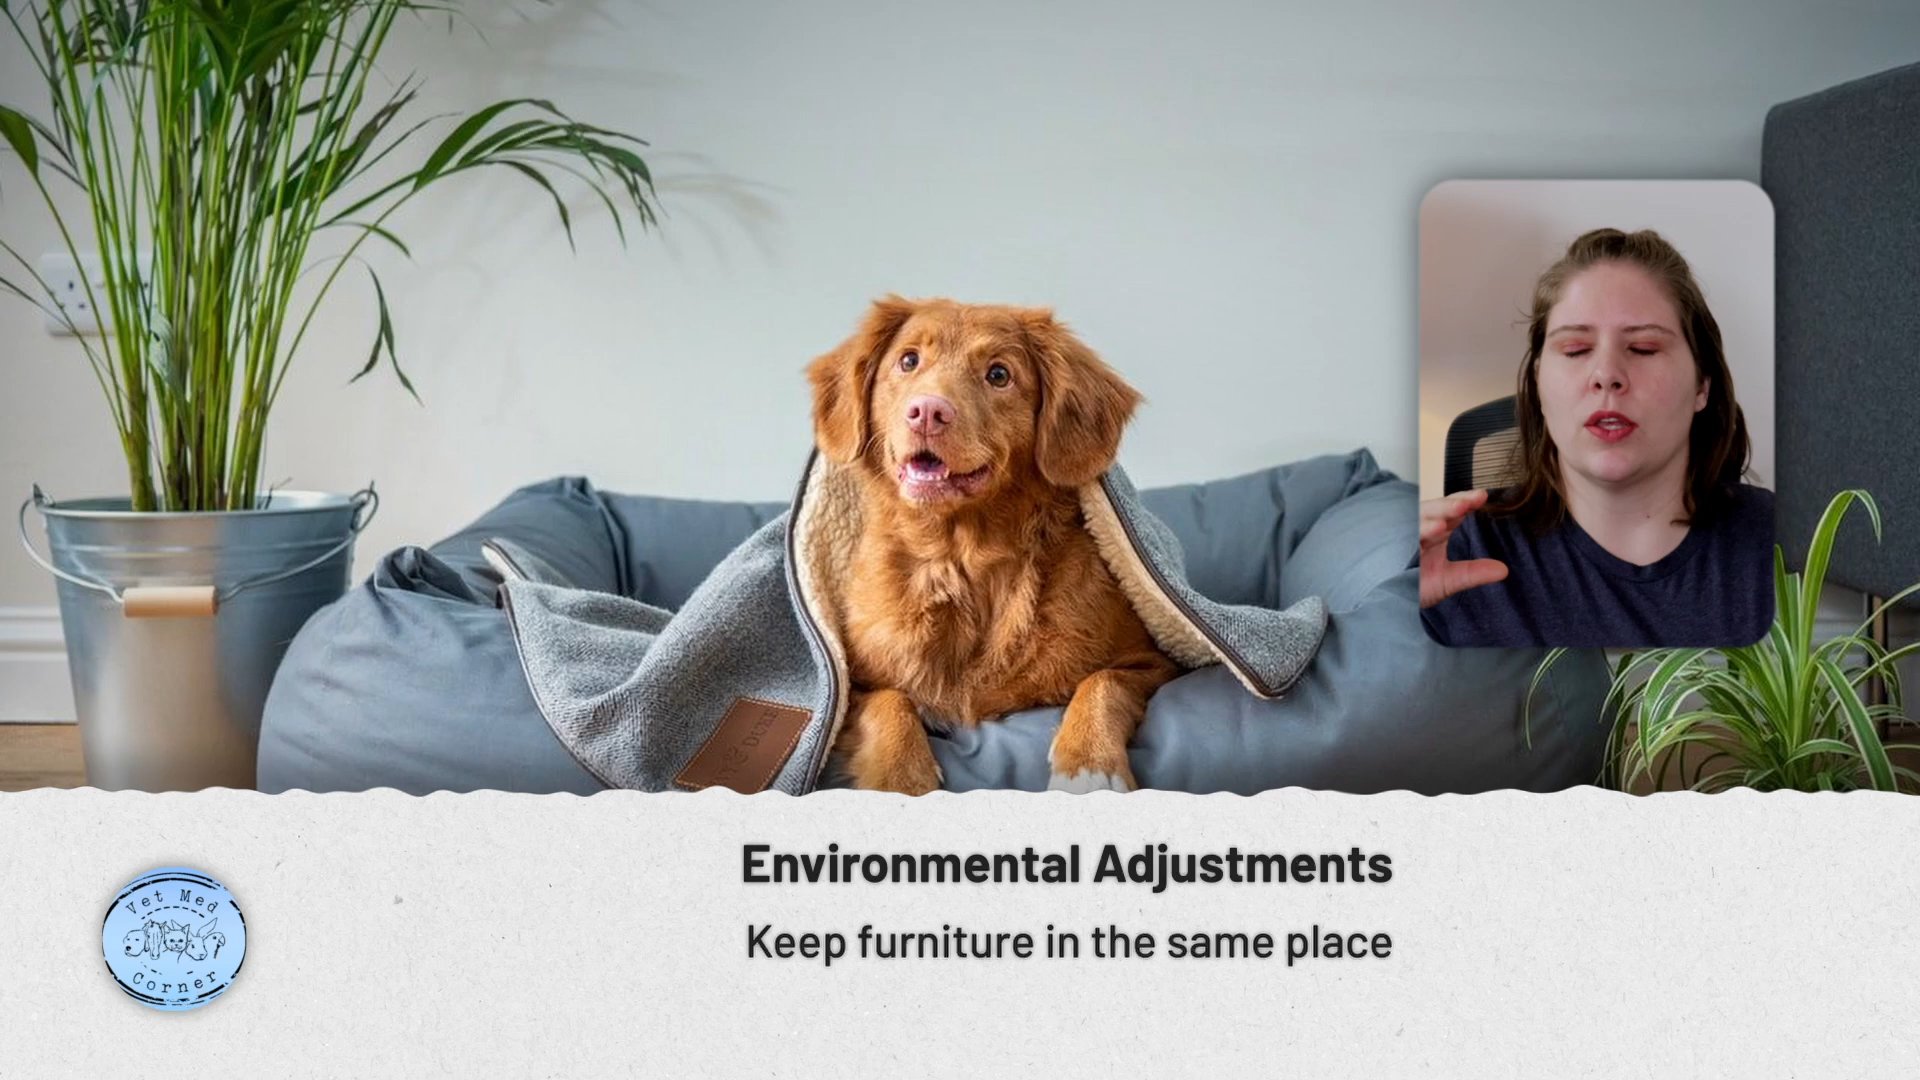 Environmental Adjustments
Keep furniture in the same place
Vet Med
Corner